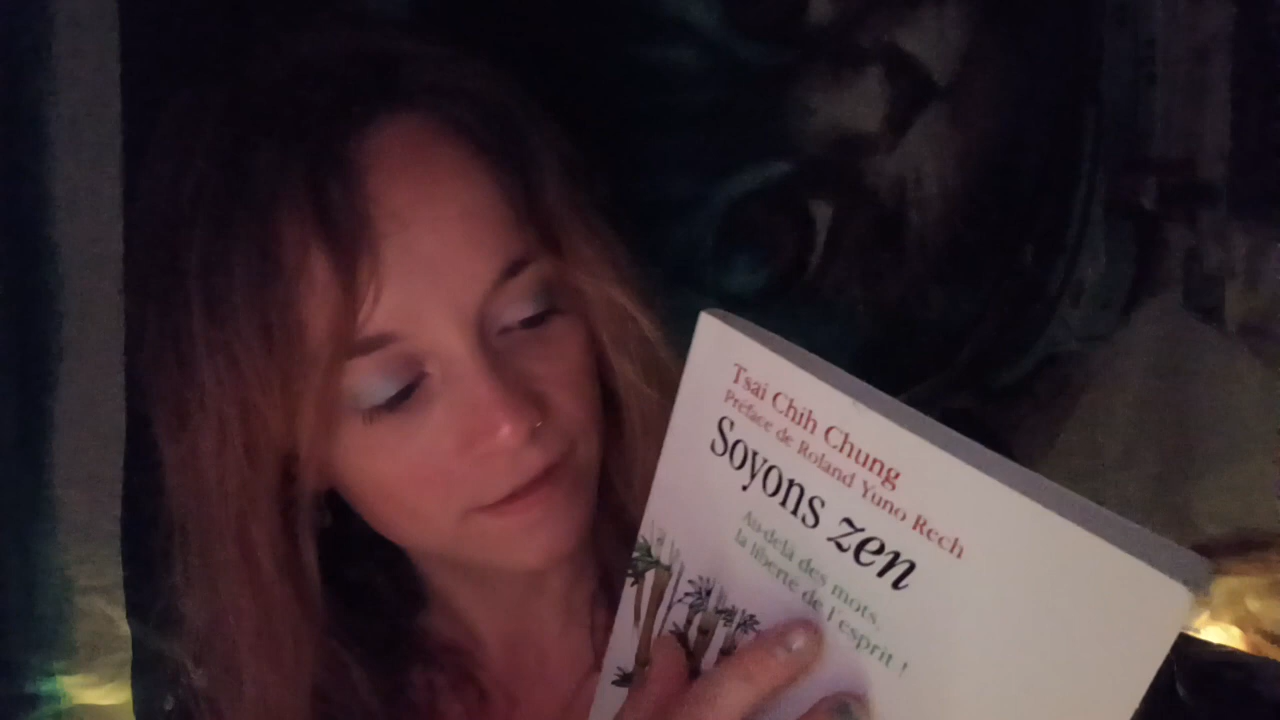 Tsai Chih Chung
Préface de Roland Yuno Rech
Soyons zen
Au-delà des mots,
la liberté de l'esprit !